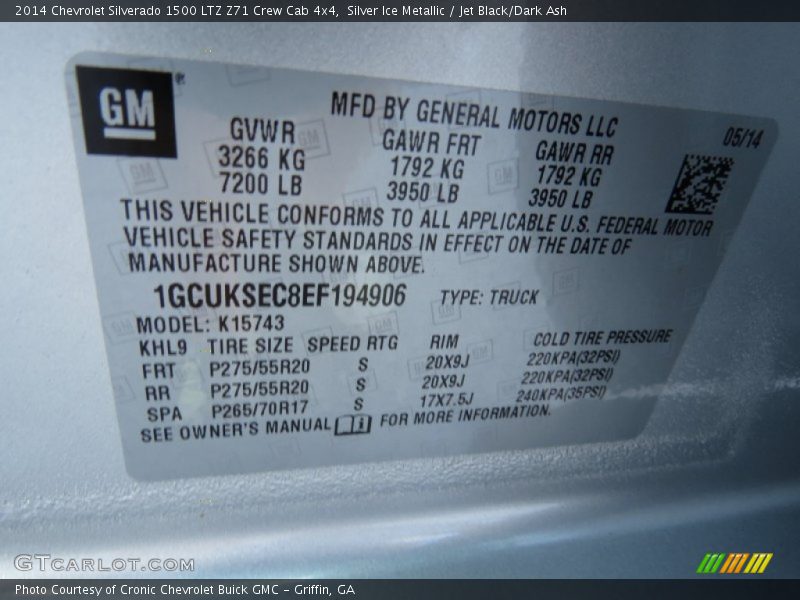 2014 Chevrolet Silverado 1500 LTZ Z71 Crew Cab 4x4, Silver Ice Metallic / Jet Black/Dark Ash
GM®
MFD BY GENERAL MOTORS LLC
05/14
GVWR GAWR FRT GAWR RR
3266 KG 1792 KG 1792 KG
7200 LB 3950 LB 3950 LB
THIS VEHICLE CONFORMS TO ALL APPLICABLE U.S. FEDERAL MOTOR
VEHICLE SAFETY STANDARDS IN EFFECT ON THE DATE OF
MANUFACTURE SHOWN ABOVE.
1GCUKSEC8EF194906 TYPE: TRUCK
MODEL: K15743
KHL9 TIRE SIZE SPEED RTG RIM COLD TIRE PRESSURE
FRT P275/55R20 S 20X9J 220KPA(32PSI)
RR P275/55R20 S 20X9J 220KPA(32PSI)
SPA P265/70R17 S 17X7.5J 240KPA(35PSI)
SEE OWNER'S MANUAL FOR MORE INFORMATION.
GTCARLOT.COM
Photo Courtesy of Cronic Chevrolet Buick GMC – Griffin, GA